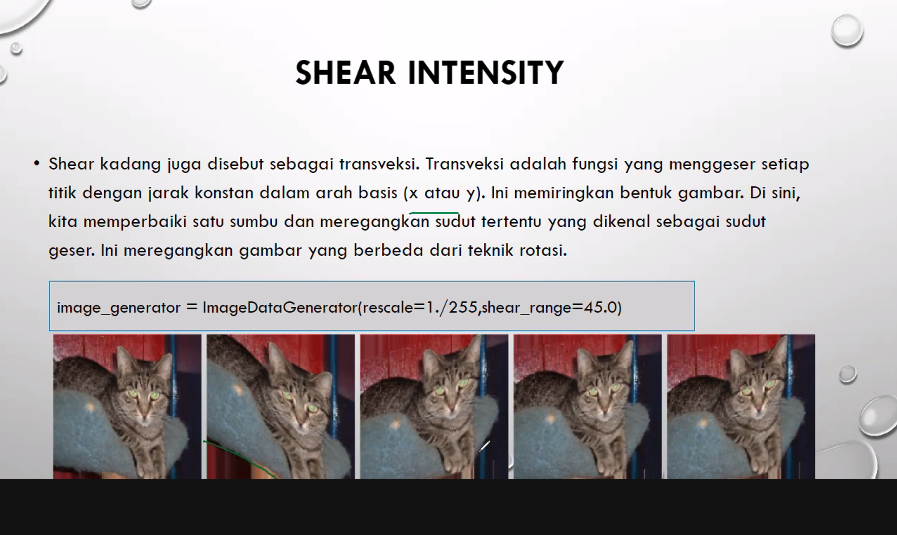 SHEAR INTENSITY
• Shear kadang juga disebut sebagai transveksi. Transveksi adalah fungsi yang menggeser setiap
titik dengan jarak konstan dalam arah basis (x atau y). Ini memiringkan bentuk gambar. Di sini,
kita memperbaiki satu sumbu dan meregangkan sudut tertentu yang dikenal sebagai sudut
geser. Ini meregangkan gambar yang berbeda dari teknik rotasi.
image_generator = ImageDataGenerator(rescale=1./255,shear_range=45.0)